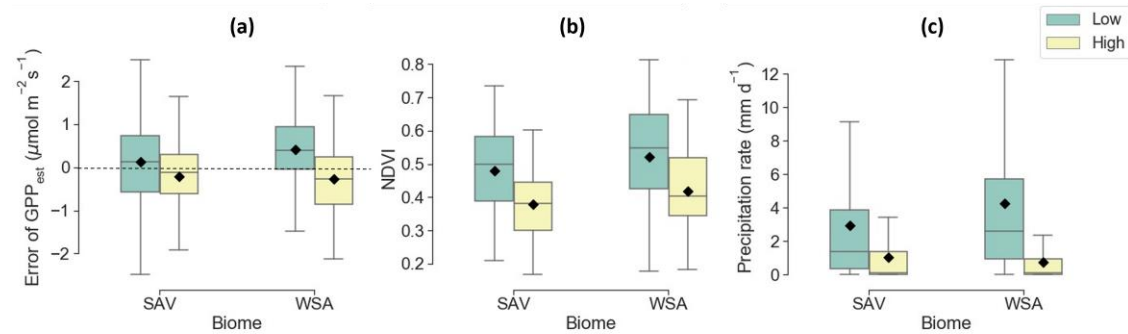 (a)
(b)
(c)
Low
High
Error of GPP_est (μmol m⁻² s⁻¹)
2
1
0
−1
−2
SAV
WSA
Biome
NDVI
0.8
0.7
0.6
0.5
0.4
0.3
0.2
SAV
WSA
Biome
Precipitation rate (mm d⁻¹)
12
10
8
6
4
2
0
SAV
WSA
Biome